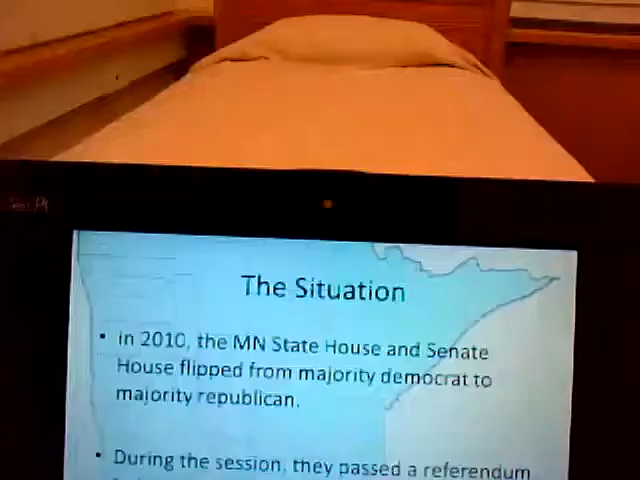 The Situation
• in 2010, the MN State House and Senate
House flipped from majority democrat to
majority republican.
• During the session, they passed a referendum